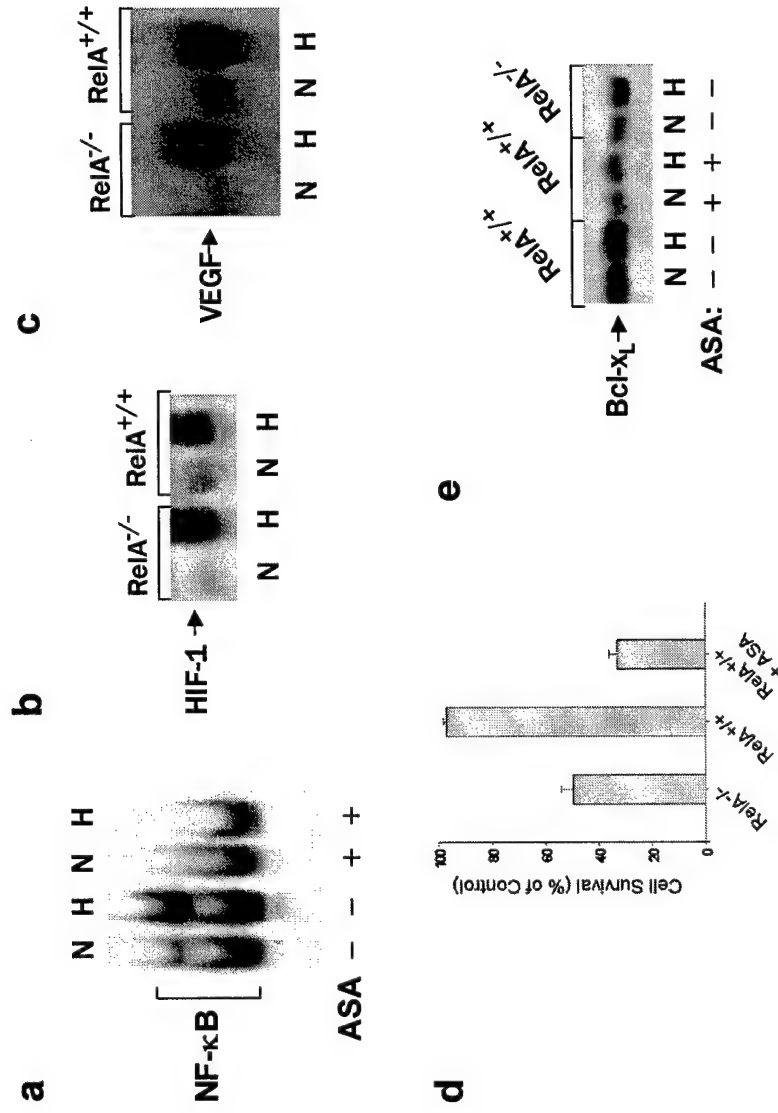 a
N H N H
NF-κB
ASA – – + +
b
RelA-/- RelA+/+
HIF-1
N H N H
c
RelA-/- RelA+/+
VEGF
N H N H
d
Cell Survival (% of Control)
100
80
60
40
20
0
RelA-/-
RelA+/+
RelA+/+
+ ASA
e
RelA+/+ RelA+/+ RelA-/-
Bcl-xL
N H N H N H
ASA: – – + + – –